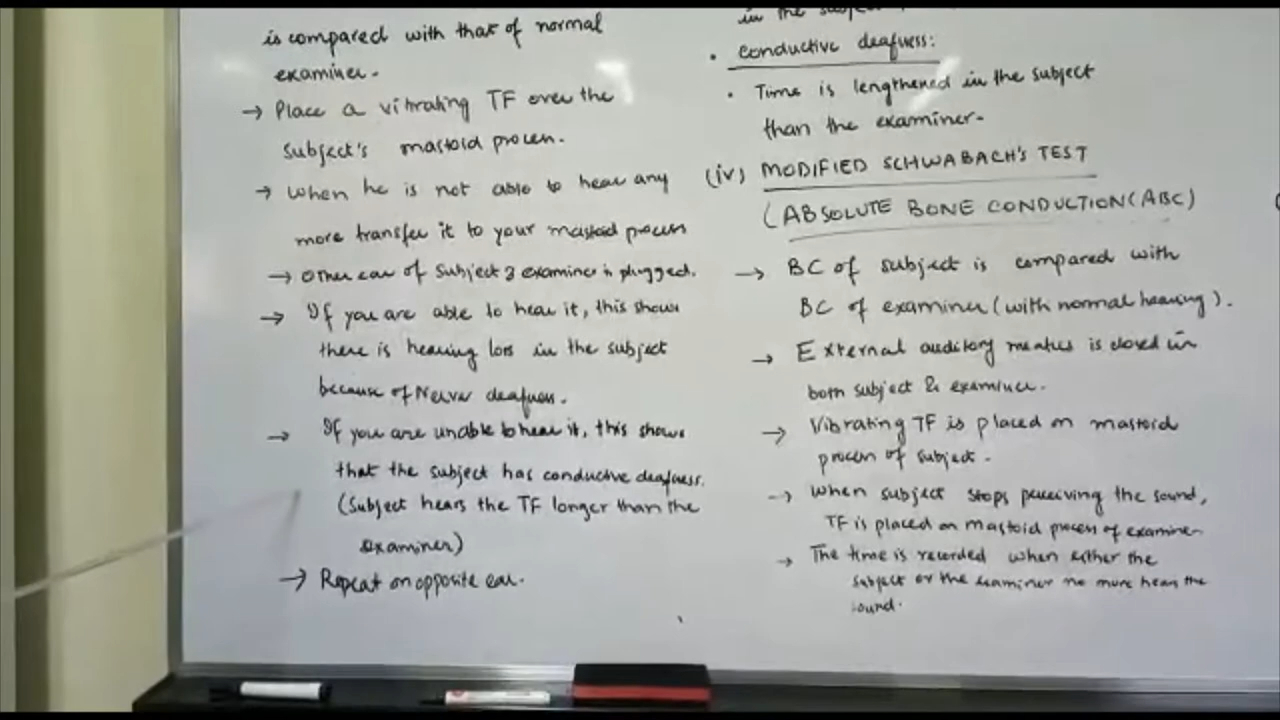 is compared with that of normal
examiner.
→ Place a vibrating TF over the
subject's mastoid process.
→ when he is not able to hear any
more transfer it to your mastoid process
→ Other ear of subject & examiner is plugged.
→ If you are able to hear it, this shows
there is hearing loss in the subject
because of Nerve deafness.
→ If you are unable to hear it, this shows
that the subject has conductive deafness.
(Subject hears the TF longer than the
examiner)
→ Repeat on opposite ear.
in the subject
• conductive deafness:
• Time is lengthened in the subject
than the examiner.
(iv) MODIFIED SCHWABACH'S TEST
(ABSOLUTE BONE CONDUCTION (ABC)
→ BC of subject is compared with
BC of examiner (with normal hearing).
→ External auditory meatus is closed in
both subject & examiner.
→ Vibrating TF is placed on mastoid
process of subject.
→ When subject stops perceiving the sound,
TF is placed on mastoid process of examiner
→ The time is recorded when either the
subject or the examiner no more hears the
sound.